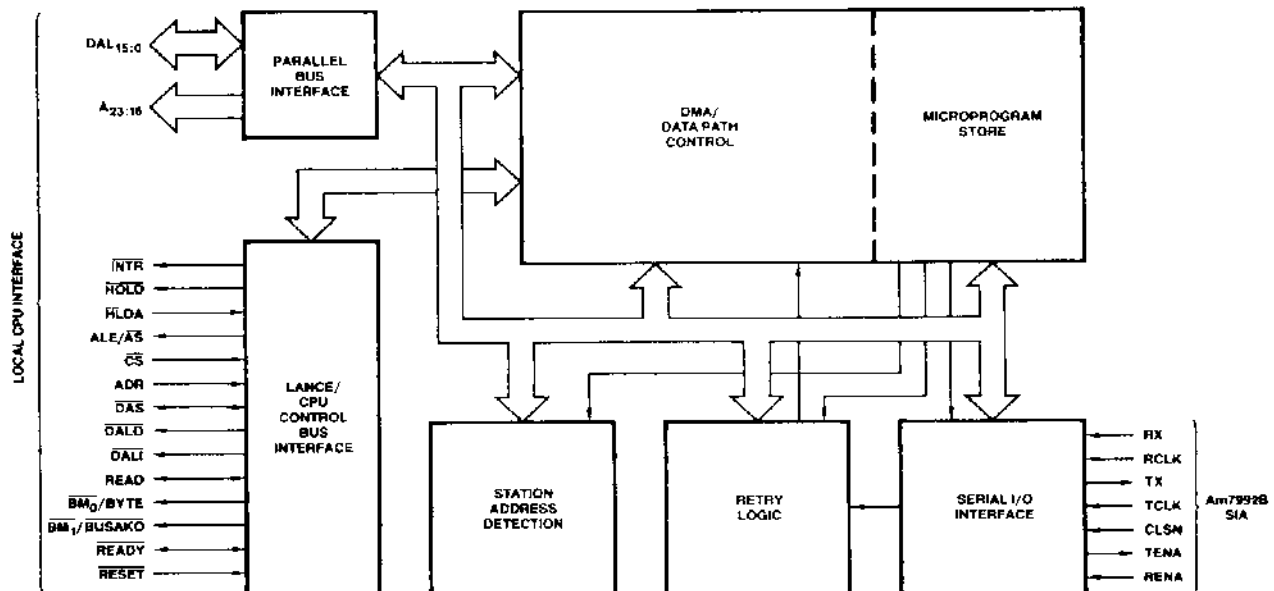 DAL15:0
A23:16
PARALLEL
BUS
INTERFACE
DMA/
DATA PATH
CONTROL
MICROPROGRAM
STORE
LOCAL CPU INTERFACE
INTR
HOLD
HLDA
ALE/AS
CS
ADR
DAS
DALO
DALI
READ
BM0/BYTE
BM1/BUSAKO
READY
RESET
LANCE/
CPU
CONTROL
BUS
INTERFACE
STATION
ADDRESS
DETECTION
RETRY
LOGIC
SERIAL I/O
INTERFACE
RX
RCLK
TX
TCLK
CLSN
TENA
RENA
Am7992B
SIA